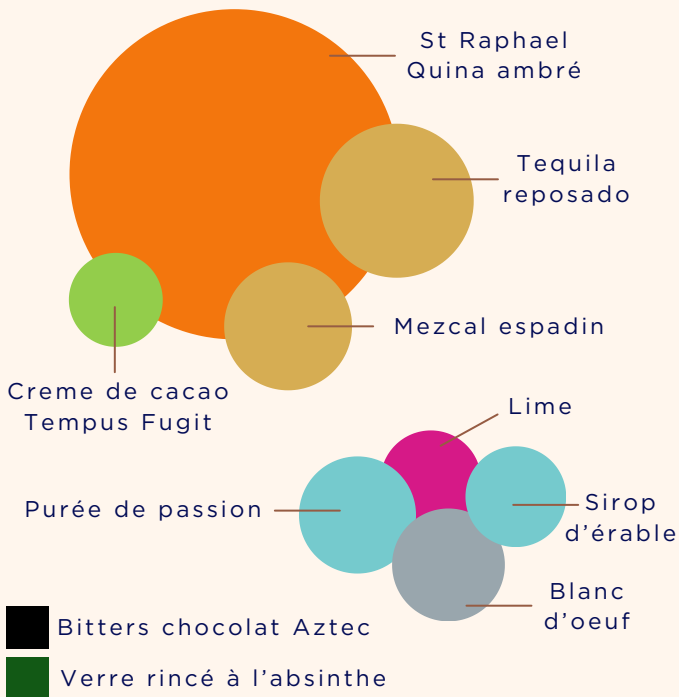 St Raphael
Quina ambré
Tequila
reposado
Mezcal espadin
Creme de cacao
Tempus Fugit
Lime
Purée de passion
Sirop
d'érable
Blanc
d'oeuf
Bitters chocolat Aztec
Verre rincé à l'absinthe